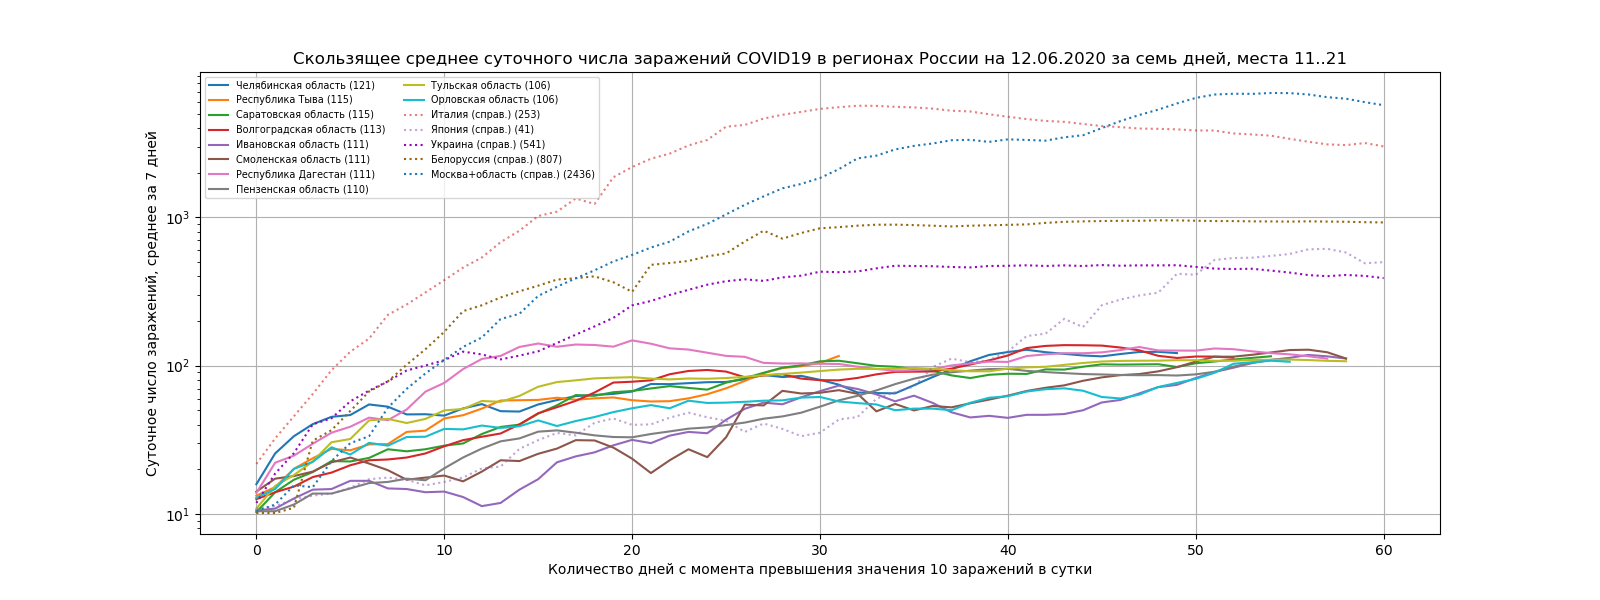 Скользящее среднее суточного числа заражений COVID19 в регионах России на 12.06.2020 за семь дней, места 11..21
Челябинская область (121)
Республика Тыва (115)
Саратовская область (115)
Волгоградская область (113)
Ивановская область (111)
Смоленская область (111)
Республика Дагестан (111)
Пензенская область (110)
Тульская область (106)
Орловская область (106)
Италия (справ.) (253)
Япония (справ.) (41)
Украина (справ.) (541)
Белоруссия (справ.) (807)
Москва+область (справ.) (2436)
Суточное число заражений, среднее за 7 дней
10³
10²
10¹
0 10 20 30 40 50 60
Количество дней с момента превышения значения 10 заражений в сутки